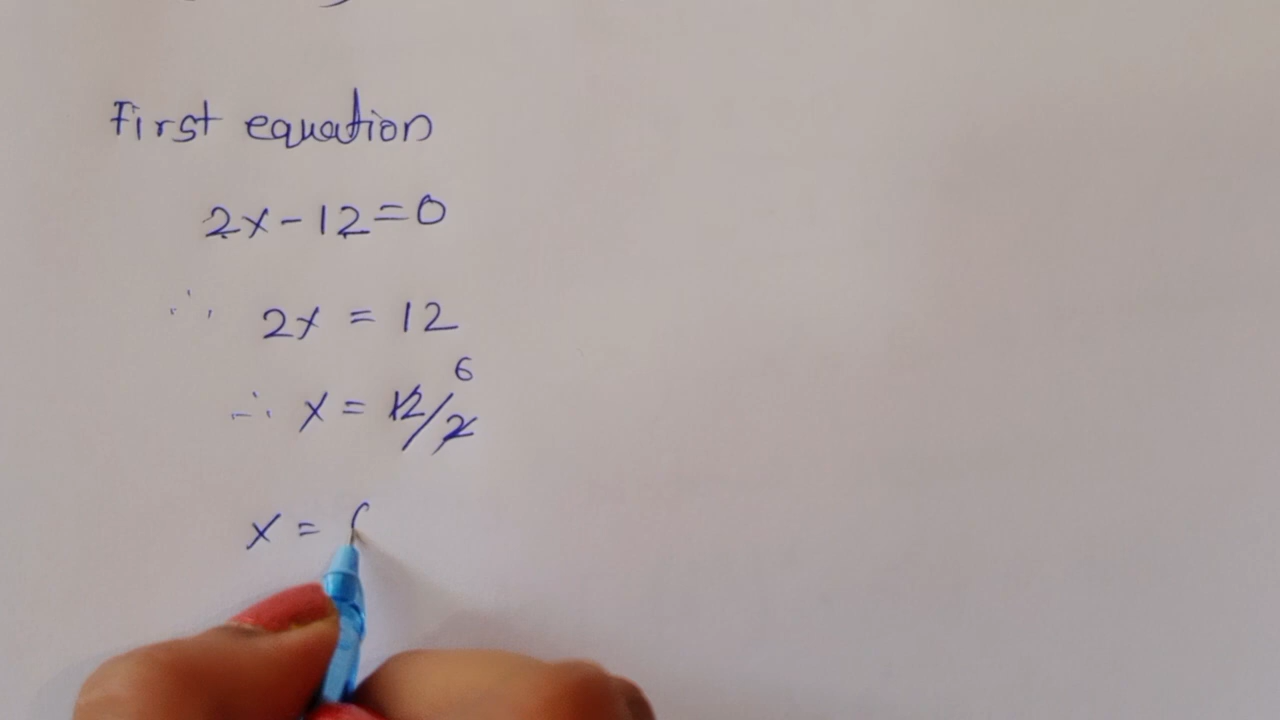 First equation
2x-12=0
∴ 2x = 12
6
∴ x = 12/2
x =